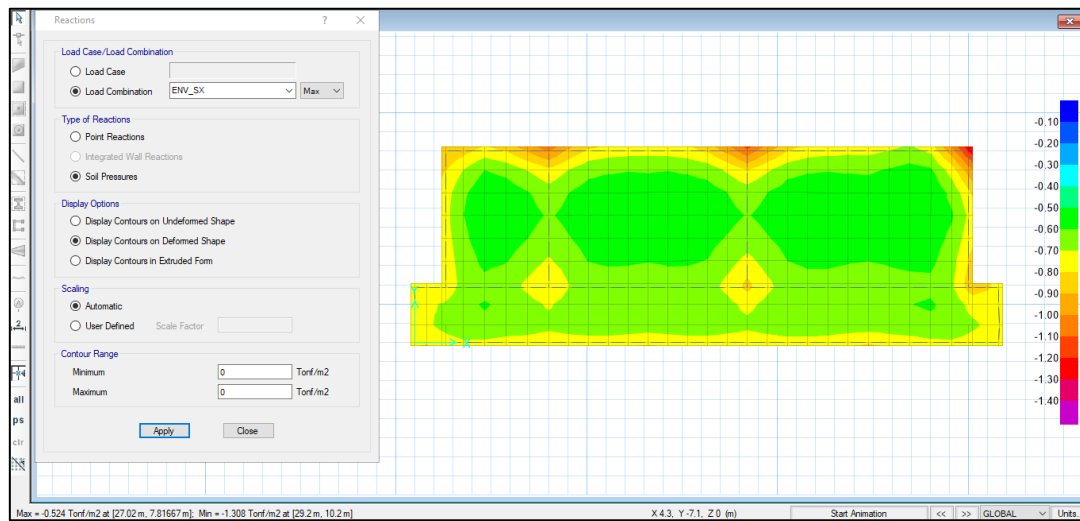 Reactions ? ×
Load Case/Load Combination
Load Case
Load Combination ENV_SX Max
Type of Reactions
Point Reactions
Integrated Wall Reactions
Soil Pressures
Display Options
Display Contours on Undeformed Shape
Display Contours on Deformed Shape
Display Contours in Extruded Form
Scaling
Automatic
User Defined Scale Factor
Contour Range
Minimum 0 Tonf/m2
Maximum 0 Tonf/m2
Apply Close
all
ps
clr
2
X
-0.10
-0.20
-0.30
-0.40
-0.50
-0.60
-0.70
-0.80
-0.90
-1.00
-1.10
-1.20
-1.30
-1.40
Max = -0.524 Tonf/m2 at [27.02 m, 7.81667 m]; Min = -1.308 Tonf/m2 at [29.2 m, 10.2 m] X 4.3, Y -7.1, Z 0 (m) Start Animation << >> GLOBAL Units...